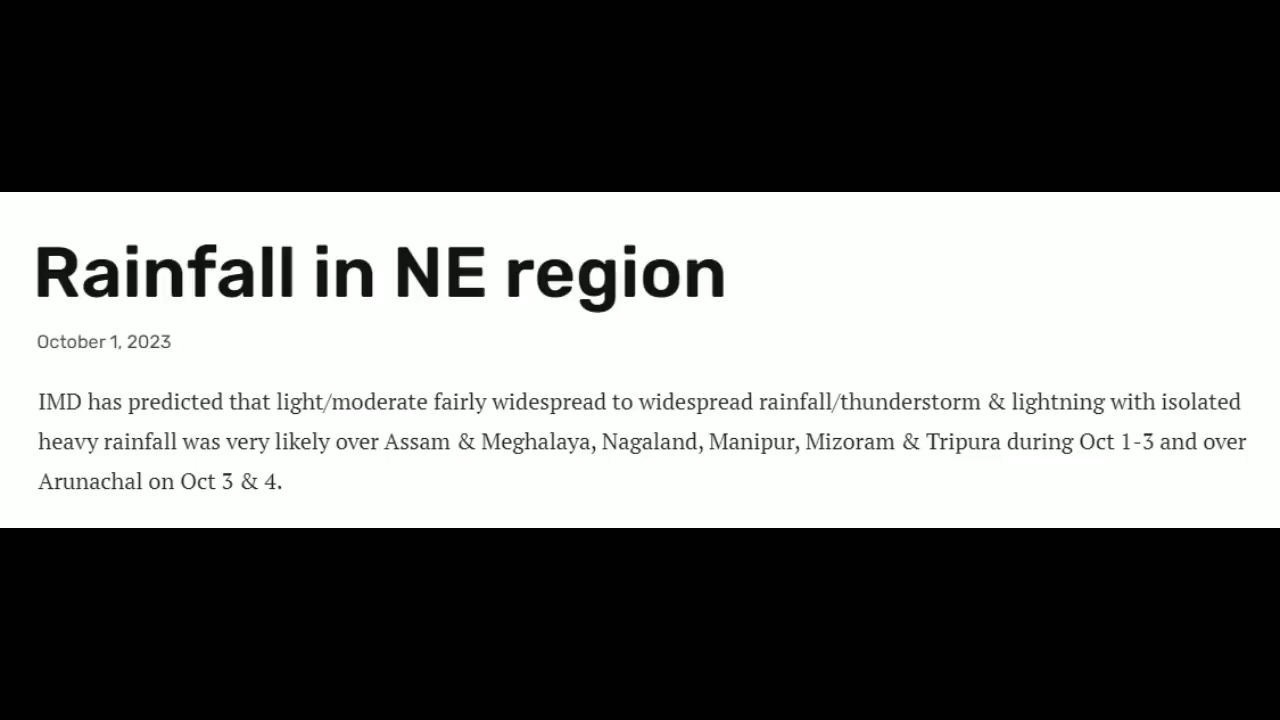 Rainfall in NE region
October 1, 2023
IMD has predicted that light/moderate fairly widespread to widespread rainfall/thunderstorm & lightning with isolated
heavy rainfall was very likely over Assam & Meghalaya, Nagaland, Manipur, Mizoram & Tripura during Oct 1-3 and over
Arunachal on Oct 3 & 4.